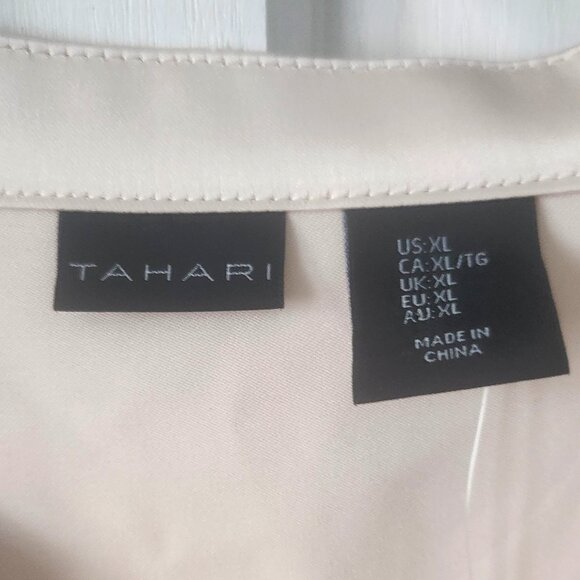 TAHARI
US:XL
CA:XL/TG
UK:XL
EU:XL
AU:XL
MADE IN
CHINA